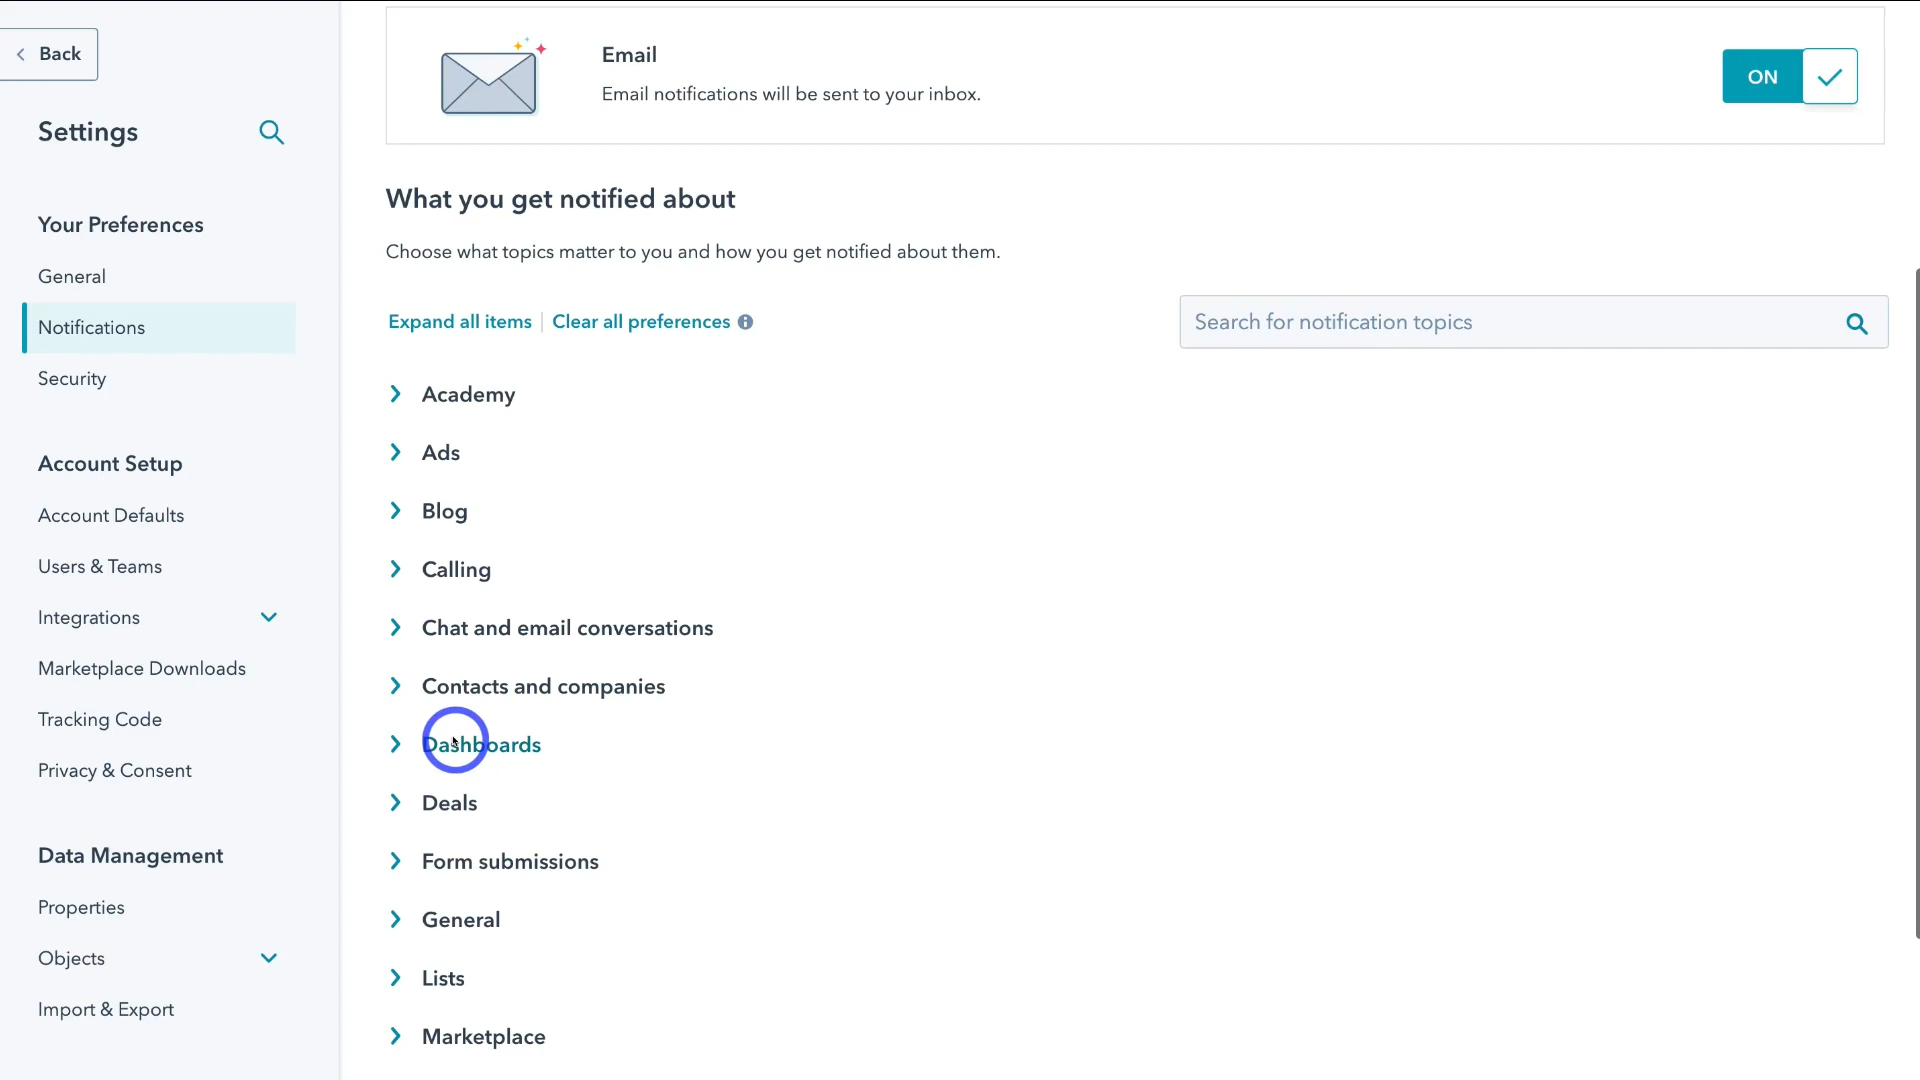 Back
Settings
Your Preferences
General
Notifications
Security
Account Setup
Account Defaults
Users & Teams
Integrations
Marketplace Downloads
Tracking Code
Privacy & Consent
Data Management
Properties
Objects
Import & Export
Email
Email notifications will be sent to your inbox.
ON
What you get notified about
Choose what topics matter to you and how you get notified about them.
Expand all items | Clear all preferences
Search for notification topics
Academy
Ads
Blog
Calling
Chat and email conversations
Contacts and companies
Dashboards
Deals
Form submissions
General
Lists
Marketplace